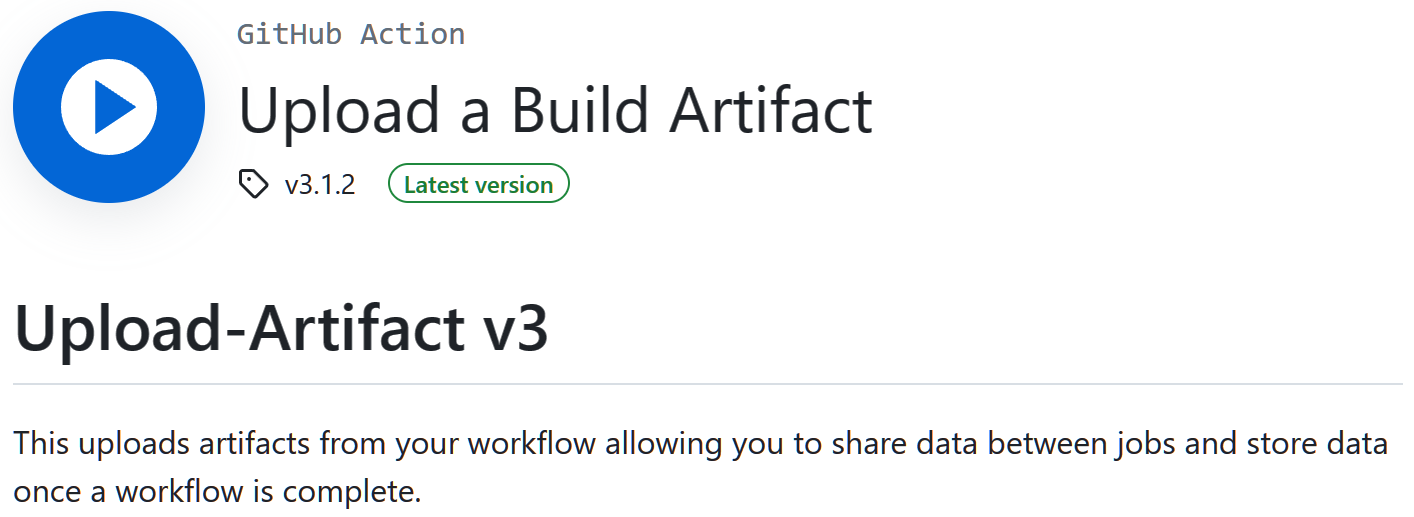 GitHub Action
Upload a Build Artifact
v3.1.2 Latest version
Upload-Artifact v3
This uploads artifacts from your workflow allowing you to share data between jobs and store data
once a workflow is complete.